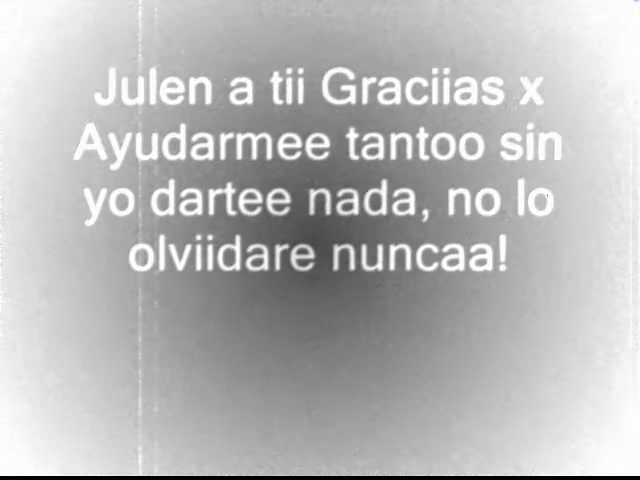 Julen a tii Graciias x
Ayudarmee tantoo sin
yo dartee nada, no lo
olviidare nuncaa!